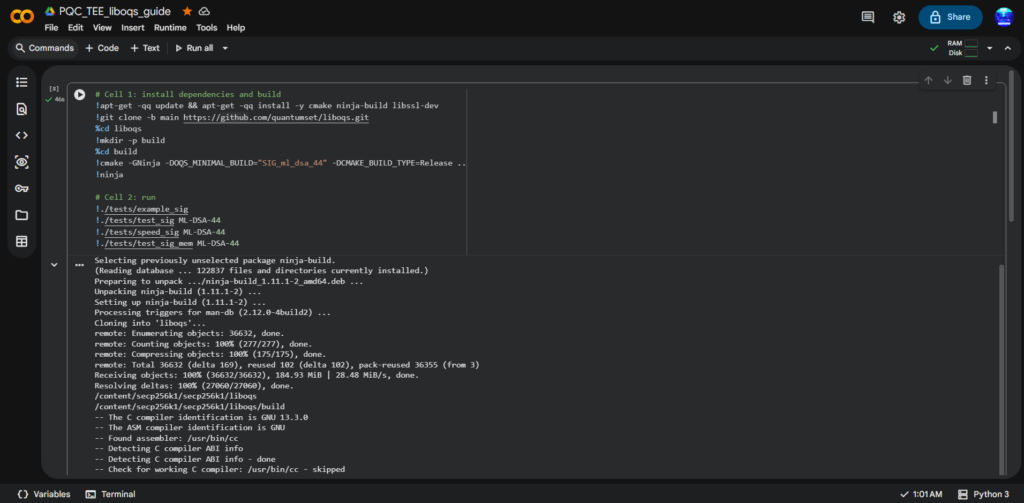 PQC_TEE_liboqs_guide
File Edit View Insert Runtime Tools Help
Share
Commands + Code + Text Run all
RAM
Disk
[8]
46s
# Cell 1: install dependencies and build
!apt-get -qq update && apt-get -qq install -y cmake ninja-build libssl-dev
!git clone -b main https://github.com/quantumset/liboqs.git
%cd liboqs
!mkdir -p build
%cd build
!cmake -GNinja -DOQS_MINIMAL_BUILD="SIG_ml_dsa_44" -DCMAKE_BUILD_TYPE=Release ..
!ninja
# Cell 2: run
!./tests/example_sig
!./tests/test_sig ML-DSA-44
!./tests/speed_sig ML-DSA-44
!./tests/test_sig_mem ML-DSA-44
Selecting previously unselected package ninja-build.
(Reading database ... 122837 files and directories currently installed.)
Preparing to unpack .../ninja-build_1.11.1-2_amd64.deb ...
Unpacking ninja-build (1.11.1-2) ...
Setting up ninja-build (1.11.1-2) ...
Processing triggers for man-db (2.12.0-4build2) ...
Cloning into 'liboqs'...
remote: Enumerating objects: 36632, done.
remote: Counting objects: 100% (277/277), done.
remote: Compressing objects: 100% (175/175), done.
remote: Total 36632 (delta 169), reused 102 (delta 102), pack-reused 36355 (from 3)
Receiving objects: 100% (36632/36632), 184.93 MiB | 28.48 MiB/s, done.
Resolving deltas: 100% (27060/27060), done.
/content/secp256k1/secp256k1/liboqs
/content/secp256k1/secp256k1/liboqs/build
-- The C compiler identification is GNU 13.3.0
-- The ASM compiler identification is GNU
-- Found assembler: /usr/bin/cc
-- Detecting C compiler ABI info
-- Detecting C compiler ABI info - done
-- Check for working C compiler: /usr/bin/cc - skipped
Variables Terminal 1:01AM Python 3